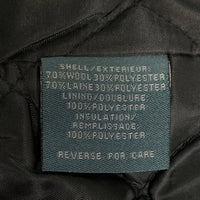 SHELL/EXTERIEUR:
70%WOOL 30%POLYESTER
70%LAINE 30%POLYESTER
LINING/DOUBLURE
100%POLYESTER
INSULATION/
REMPLISSAGE:
100%POLYESTER
REVERSE FOR CARE